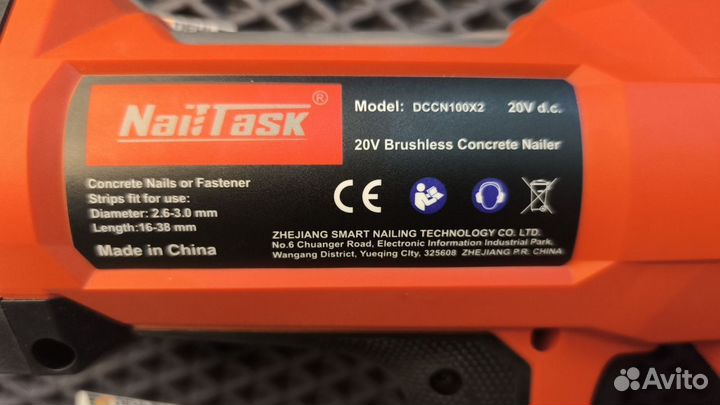 NailTask®
Model: DCCN100X2 20V d.c.
20V Brushless Concrete Nailer
Concrete Nails or Fastener
Strips fit for use:
Diameter: 2.6-3.0 mm
Length:16-38 mm
Made in China
CE
ZHEJIANG SMART NAILING TECHNOLOGY CO., LTD.
No.6 Chuanger Road, Electronic Information Industrial Park,
Wangang District, Yueqing City, 325608 ZHEJIANG P.R. CHINA
Avito